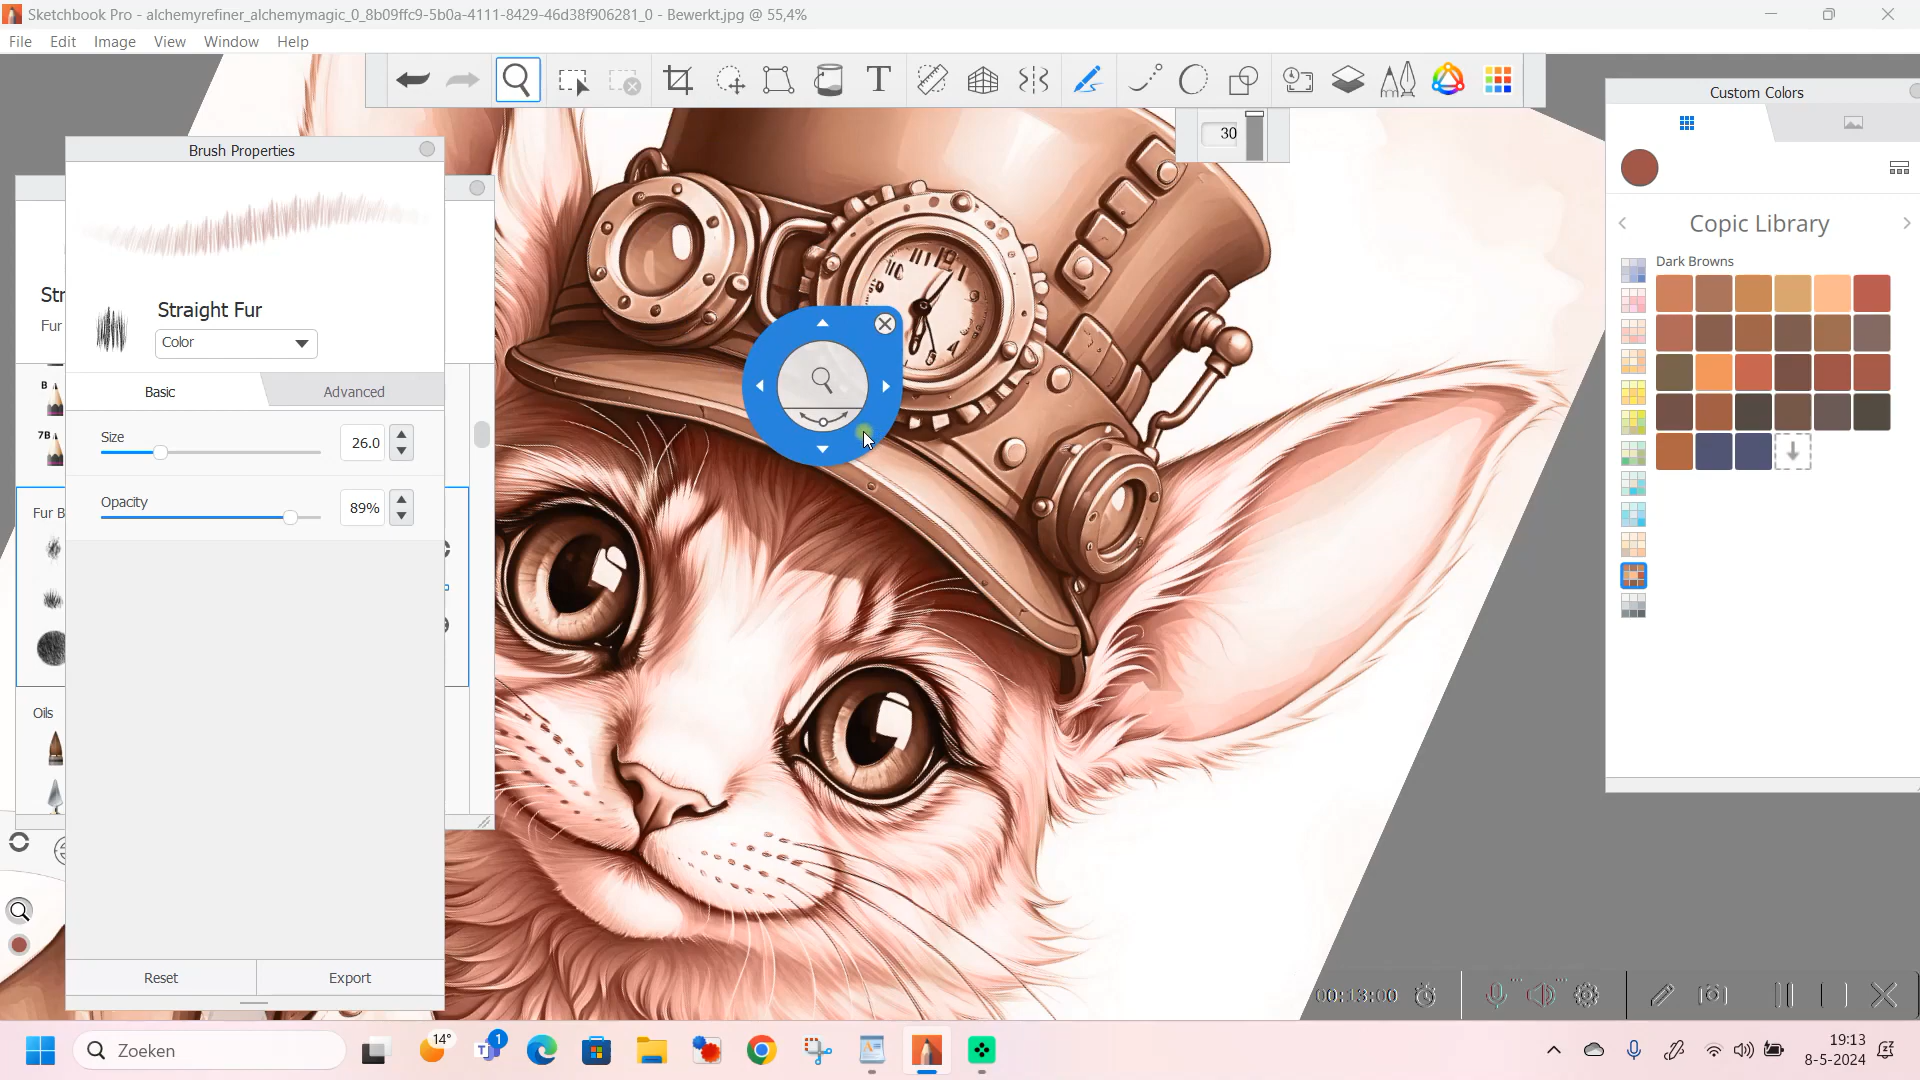 Sketchbook Pro - alchemyrefiner_alchemymagic_0_8b09ffc9-5b0a-4111-8429-46d38f906281_0 - Bewerkt.jpg @ 55,4%
File Edit Image View Window Help
T
30
Custom Colors
Copic Library
Dark Browns
Brush Properties
Str
Fur
Straight Fur
Color
Basic Advanced
Size
26.0
Opacity
89%
B
7B
Fur B
Oils
Reset Export
00:13:00
Zoeken
14°
1
19:13
8-5-2024